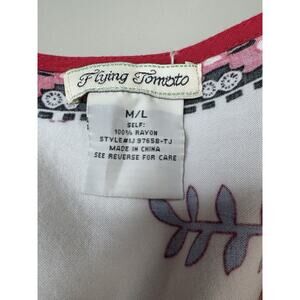 Flying Tomato
M/L
SELF:
100% RAYON
STYLE#IJ 9765B-TJ
MADE IN CHINA
SEE REVERSE FOR CARE